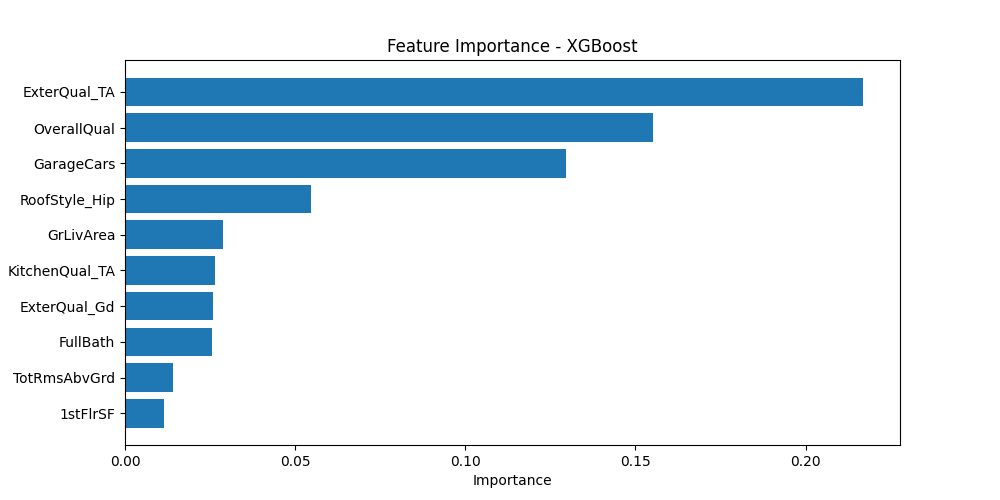 Feature Importance - XGBoost
ExterQual_TA
OverallQual
GarageCars
RoofStyle_Hip
GrLivArea
KitchenQual_TA
ExterQual_Gd
FullBath
TotRmsAbvGrd
1stFlrSF
0.00 0.05 0.10 0.15 0.20
Importance